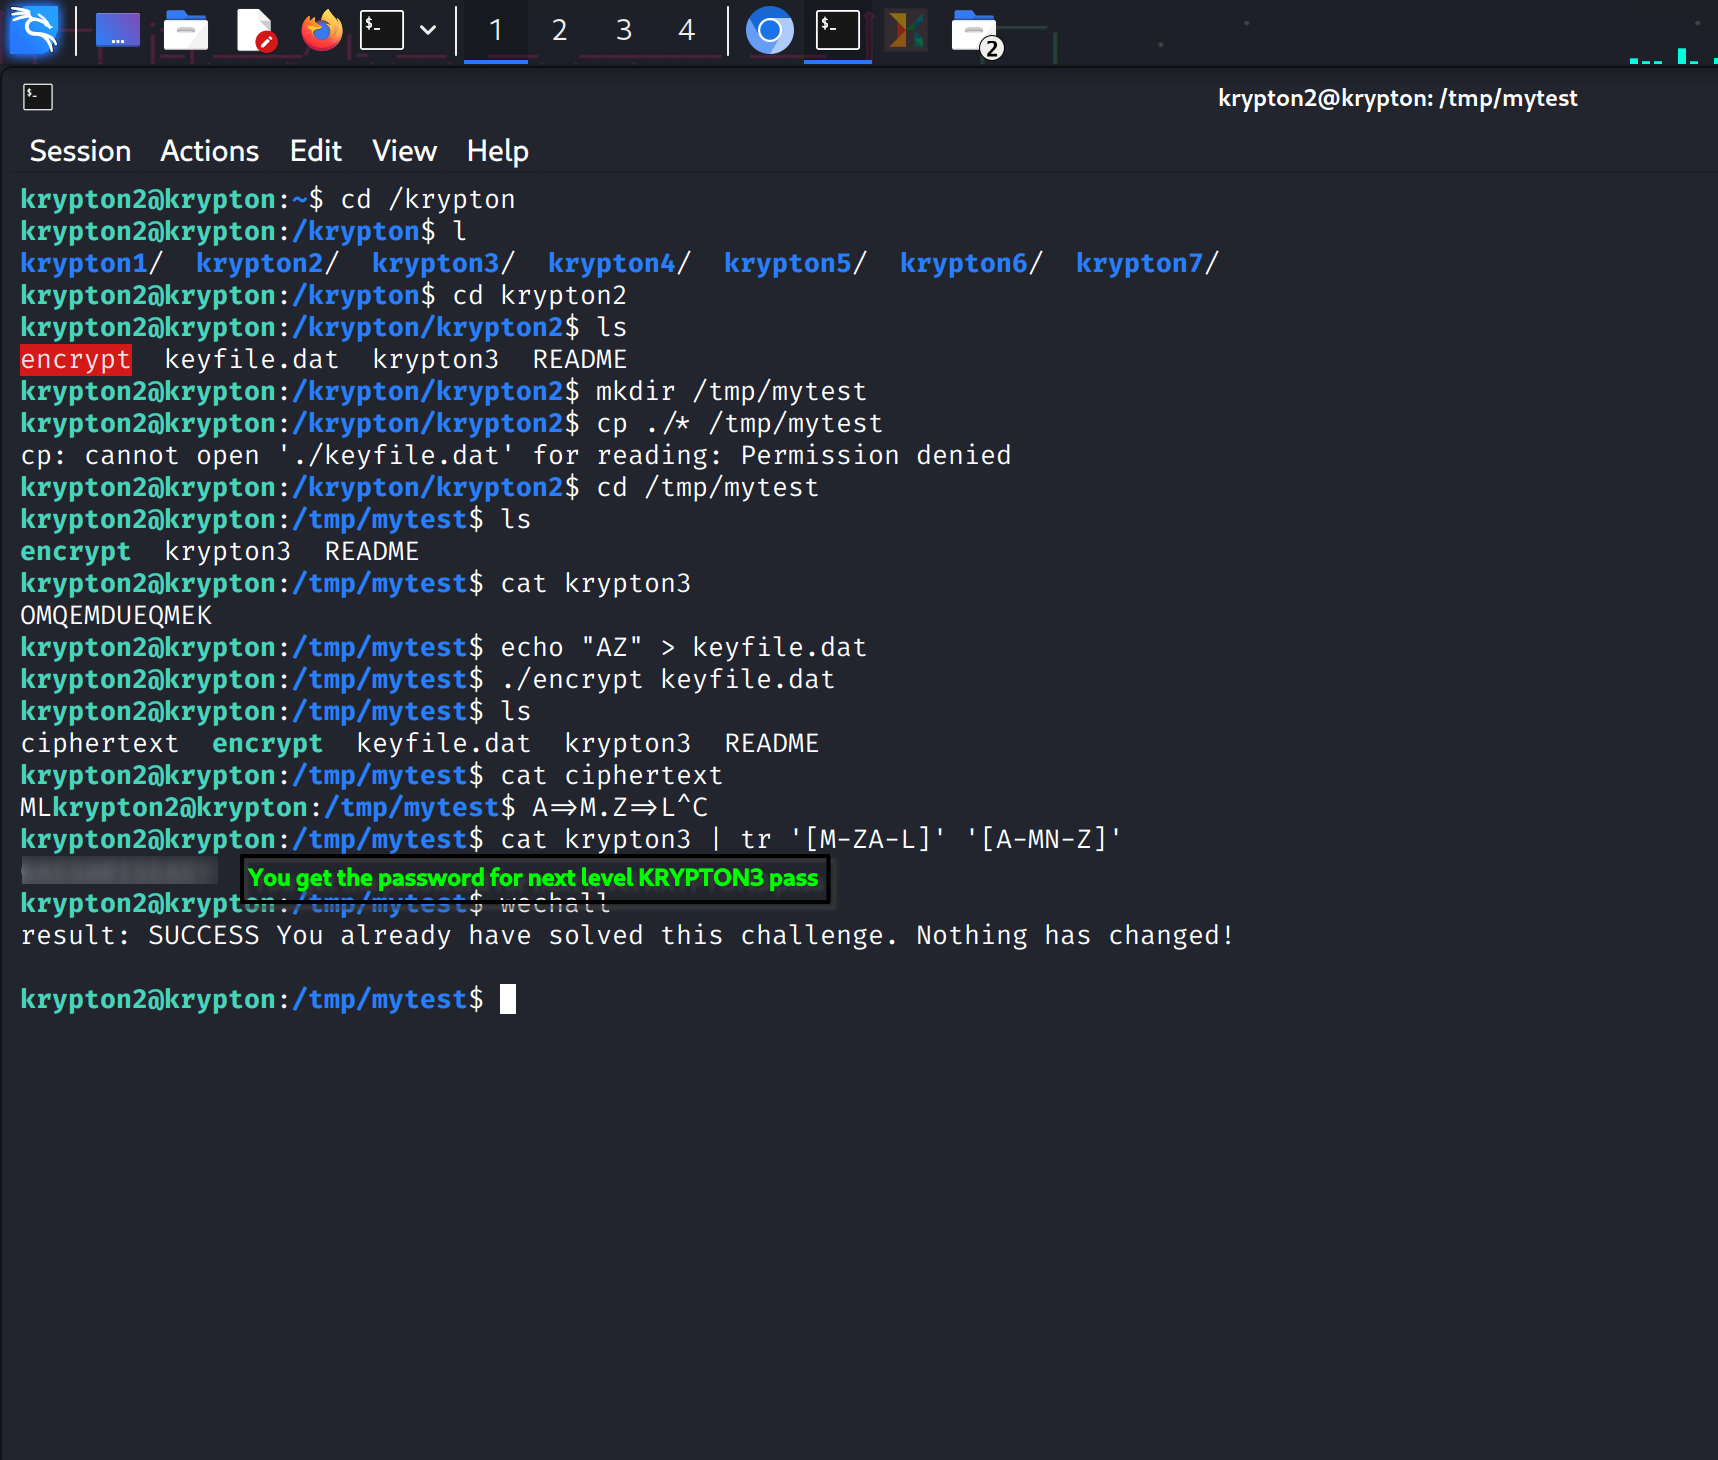 1 2 3 4 2
krypton2@krypton: /tmp/mytest
Session Actions Edit View Help
krypton2@krypton:~$ cd /krypton
krypton2@krypton:/krypton$ l
krypton1/ krypton2/ krypton3/ krypton4/ krypton5/ krypton6/ krypton7/
krypton2@krypton:/krypton$ cd krypton2
krypton2@krypton:/krypton/krypton2$ ls
encrypt keyfile.dat krypton3 README
krypton2@krypton:/krypton/krypton2$ mkdir /tmp/mytest
krypton2@krypton:/krypton/krypton2$ cp ./* /tmp/mytest
cp: cannot open './keyfile.dat' for reading: Permission denied
krypton2@krypton:/krypton/krypton2$ cd /tmp/mytest
krypton2@krypton:/tmp/mytest$ ls
encrypt krypton3 README
krypton2@krypton:/tmp/mytest$ cat krypton3
OMQEMDUEQMEK
krypton2@krypton:/tmp/mytest$ echo "AZ" > keyfile.dat
krypton2@krypton:/tmp/mytest$ ./encrypt keyfile.dat
krypton2@krypton:/tmp/mytest$ ls
ciphertext encrypt keyfile.dat krypton3 README
krypton2@krypton:/tmp/mytest$ cat ciphertext
MLkrypton2@krypton:/tmp/mytest$ A=>M.Z=>L^C
krypton2@krypton:/tmp/mytest$ cat krypton3 | tr '[M-ZA-L]' '[A-MN-Z]'
You get the password for next level KRYPTON3 pass
krypton2@krypton:/tmp/mytest$ wechall
result: SUCCESS You already have solved this challenge. Nothing has changed!
krypton2@krypton:/tmp/mytest$